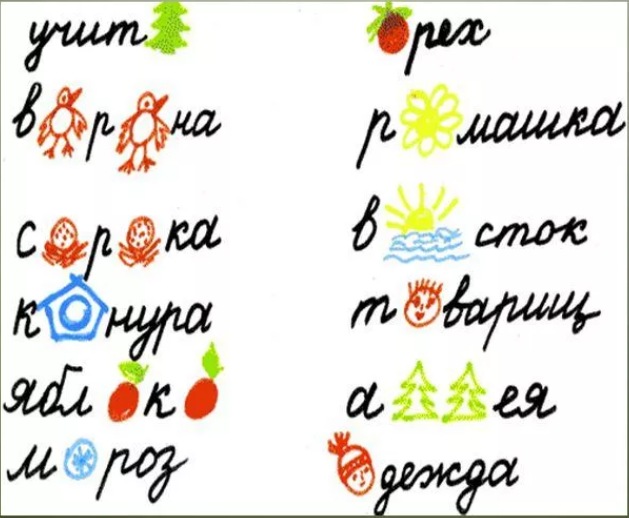 учит
рех
в р на
р машка
с р ка
в сток
к нура
т варищ
ябл к
а ея
м роз
дежда